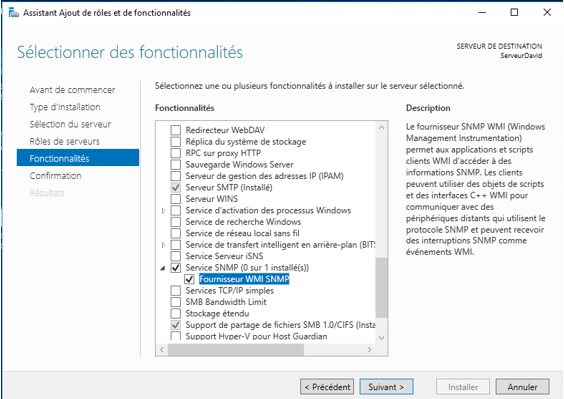 Assistant Ajout de rôles et de fonctionnalités
Sélectionner des fonctionnalités
SERVEUR DE DESTINATION
ServeurDavid
Avant de commencer
Type d'installation
Sélection du serveur
Rôles de serveurs
Fonctionnalités
Confirmation
Résultats
Sélectionnez une ou plusieurs fonctionnalités à installer sur le serveur sélectionné.
Fonctionnalités
Redirecteur WebDAV
Réplica du système de stockage
RPC sur proxy HTTP
Sauvegarde Windows Server
Serveur de gestion des adresses IP (IPAM)
Serveur SMTP (Installé)
Serveur WINS
Service d'activation des processus Windows
Service de recherche Windows
Service de réseau local sans fil
Service de transfert intelligent en arrière-plan (BITS
Service Serveur iSNS
Service SNMP (0 sur 1 installé(s))
Fournisseur WMI SNMP
Services TCP/IP simples
SMB Bandwidth Limit
Stockage étendu
Support de partage de fichiers SMB 1.0/CIFS (Insta
Support Hyper-V pour Host Guardian
Description
Le fournisseur SNMP WMI (Windows
Management Instrumentation)
permet aux applications et scripts
clients WMI d'accéder à des
informations SNMP. Les clients
peuvent utiliser des objets de scripts
et des interfaces C++ WMI pour
communiquer avec des
périphériques distants qui utilisent le
protocole SNMP et peuvent recevoir
des interruptions SNMP comme
événements WMI.
< Précédent
Suivant >
Installer
Annuler